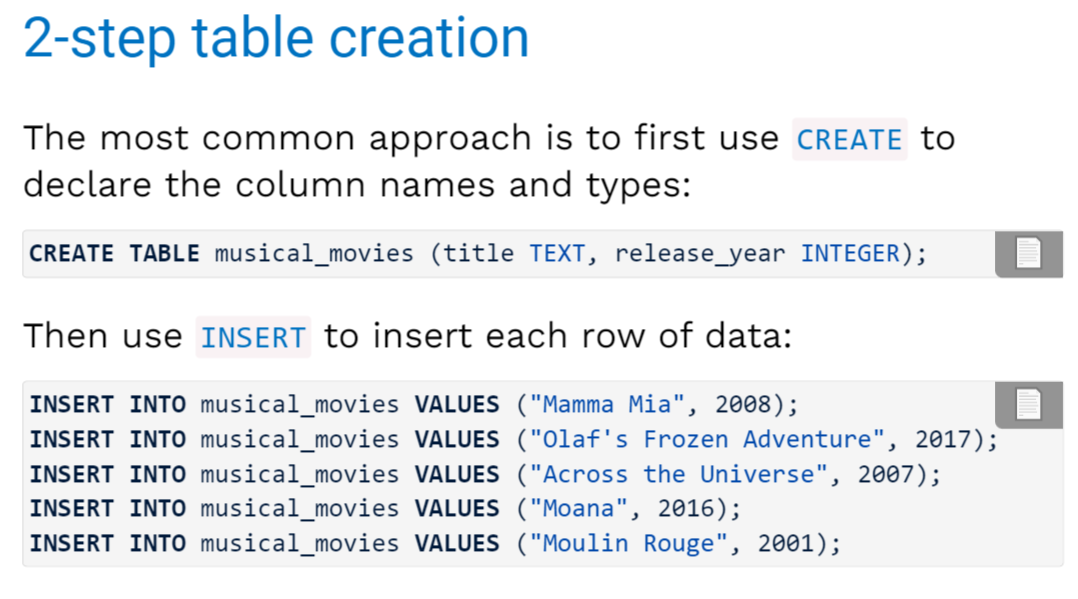 2-step table creation
The most common approach is to first use CREATE to
declare the column names and types:
CREATE TABLE musical_movies (title TEXT, release_year INTEGER);
Then use INSERT to insert each row of data:
INSERT INTO musical_movies VALUES ("Mamma Mia", 2008);
INSERT INTO musical_movies VALUES ("Olaf's Frozen Adventure", 2017);
INSERT INTO musical_movies VALUES ("Across the Universe", 2007);
INSERT INTO musical_movies VALUES ("Moana", 2016);
INSERT INTO musical_movies VALUES ("Moulin Rouge", 2001);